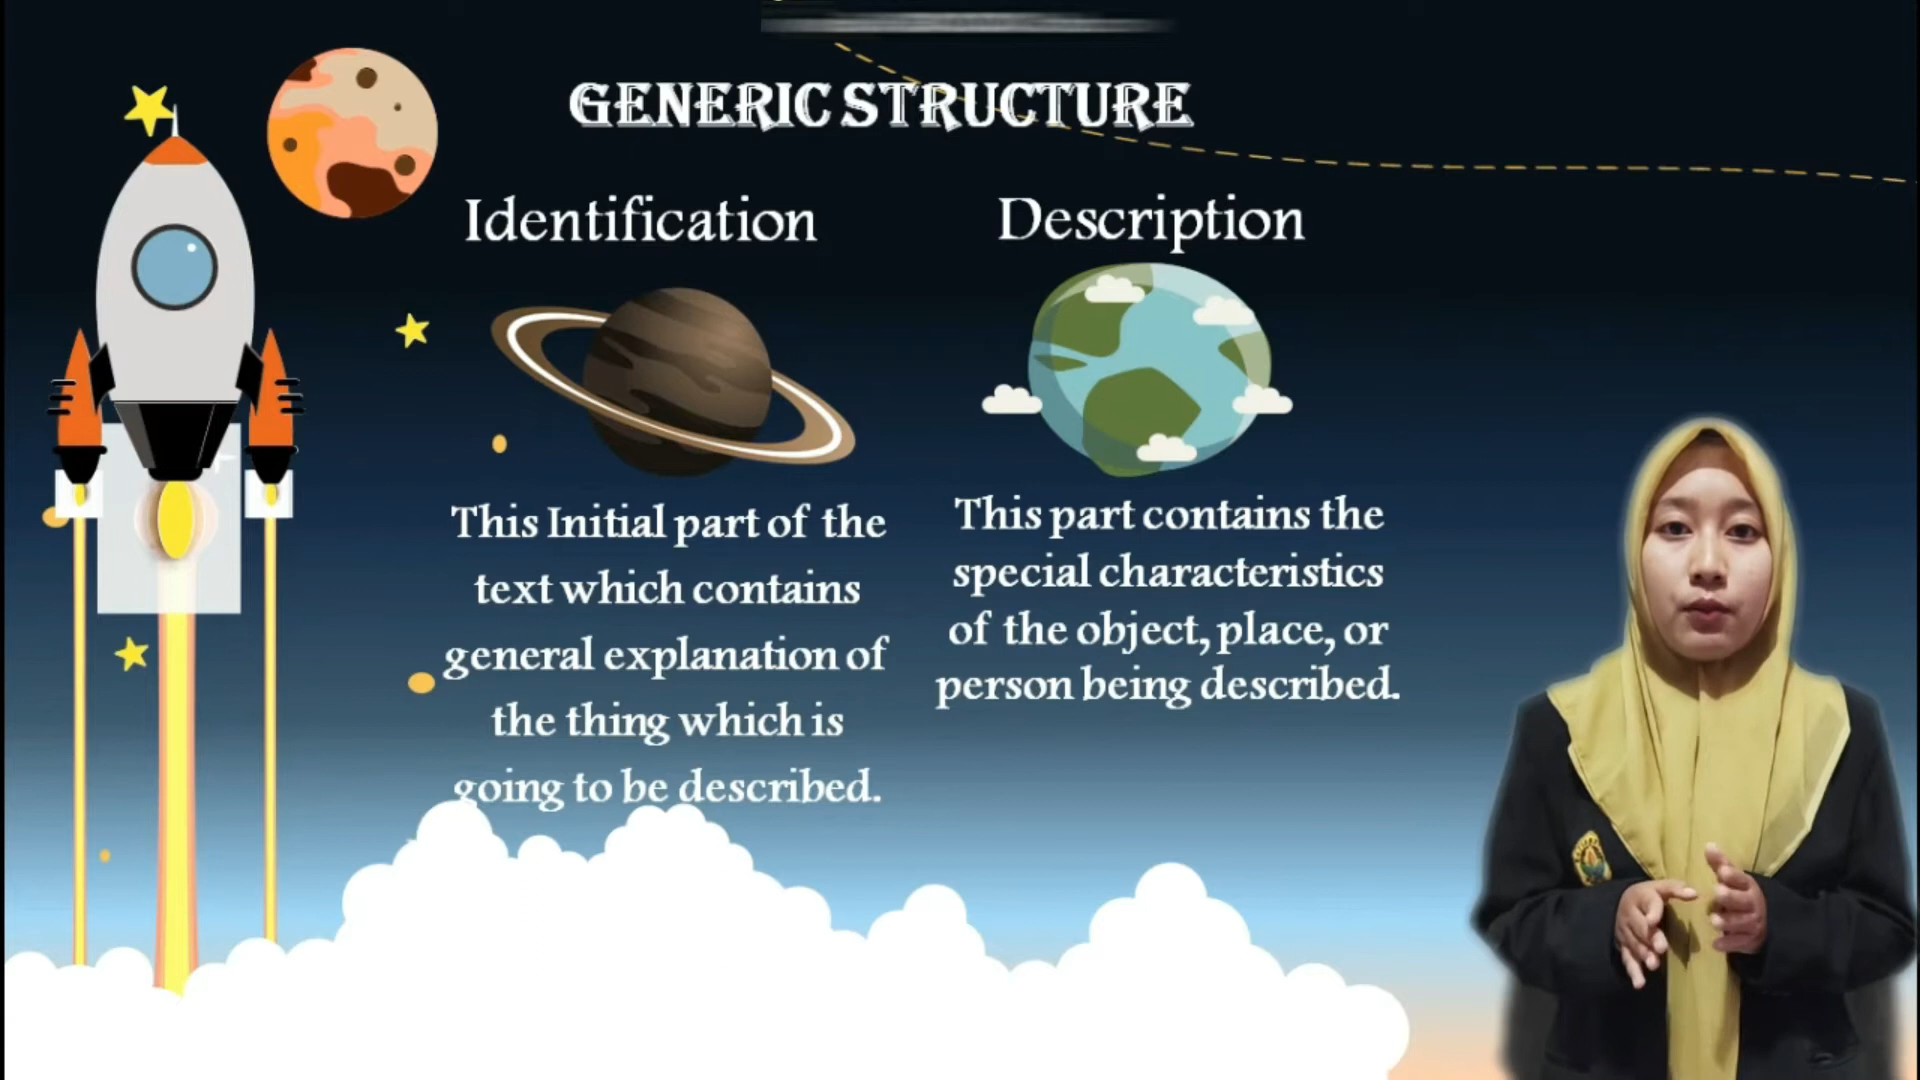 GENERIC STRUCTURE
Identification
This Initial part of the
text which contains
general explanation of
the thing which is
going to be described.
Description
This part contains the
special characteristics
of the object, place, or
person being described.